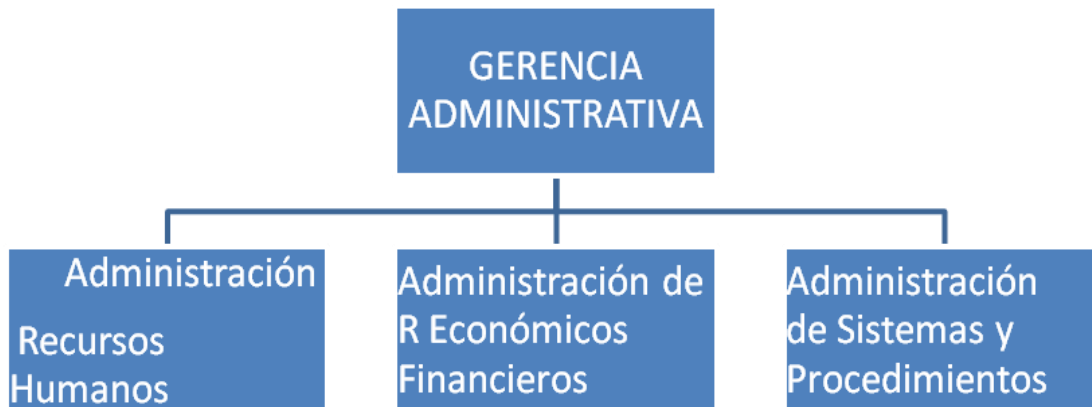 GERENCIA
ADMINISTRATIVA
Administración
Recursos
Humanos
Administración de
R Económicos
Financieros
Administración
de Sistemas y
Procedimientos